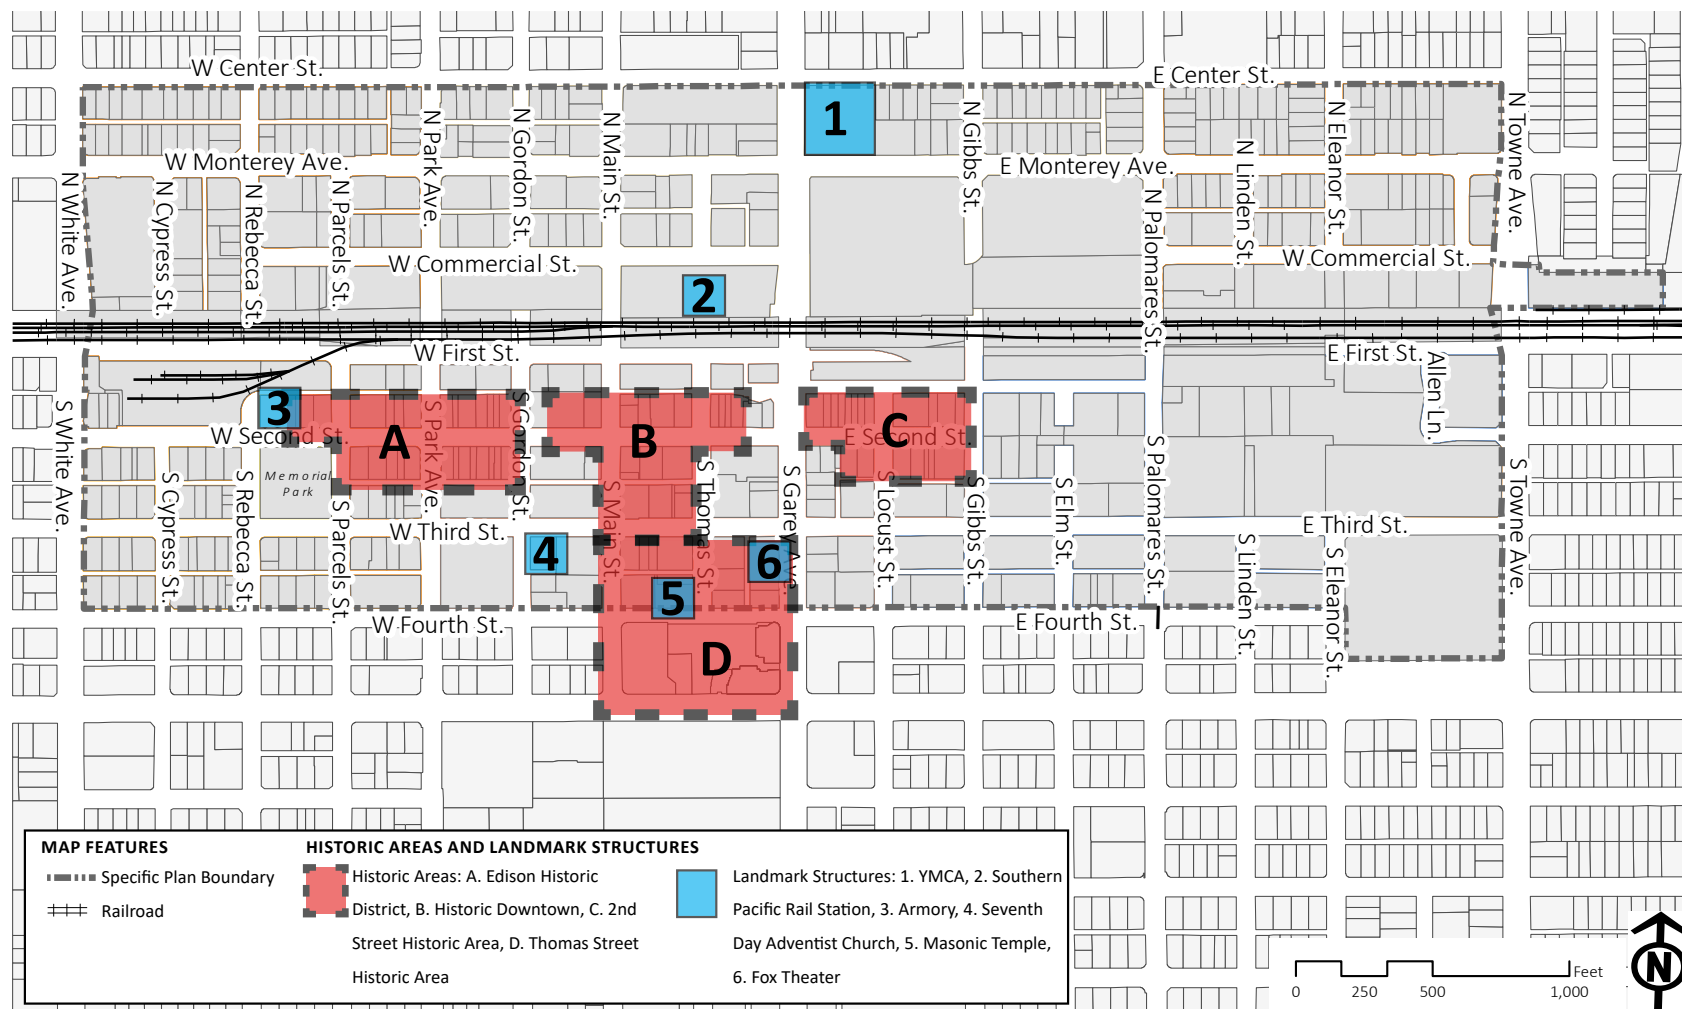 W Center St.
E Center St.
1
N Park Ave.
N Gordon St.
N Main St.
N Gibbs St.
N Eleanor St.
N Towne Ave.
W Monterey Ave.
E Monterey Ave.
N White Ave.
N Cypress St.
N Rebecca St.
N Parcels St.
N Palomares St.
N Linden St.
W Commercial St.
W Commercial St.
2
W First St.
E First St.
Allen Ln.
3
A
B
C
W Second St.
E Second St.
S White Ave.
S Park Ave.
S Gordon St.
Memorial
Park
S Cypress St.
S Rebecca St.
S Parcels St.
S Main St.
S Thomas St.
S Garey Ave.
S Locust St.
S Gibbs St.
S Elm St.
S Palomares St.
S Towne Ave.
W Third St.
E Third St.
4
5
6
S Linden St.
S Eleanor St.
W Fourth St.
E Fourth St.
D
MAP FEATURES
Specific Plan Boundary
Railroad
HISTORIC AREAS AND LANDMARK STRUCTURES
Historic Areas: A. Edison Historic
District, B. Historic Downtown, C. 2nd
Street Historic Area, D. Thomas Street
Historic Area
Landmark Structures: 1. YMCA, 2. Southern
Pacific Rail Station, 3. Armory, 4. Seventh
Day Adventist Church, 5. Masonic Temple,
6. Fox Theater
Feet
0 250 500 1,000
N